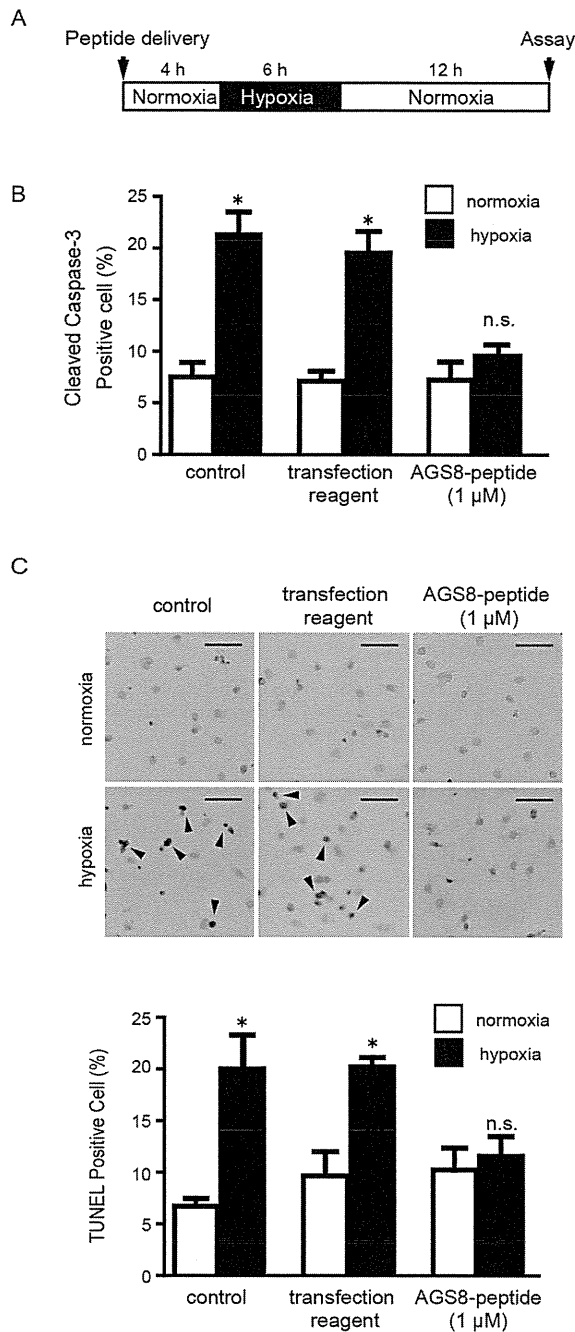 A
Peptide delivery
Assay
4 h
6 h
12 h
Normoxia
Hypoxia
Normoxia
B
Cleaved Caspase-3
Positive cell (%)
25
20
15
10
5
0
*
*
n.s.
normoxia
hypoxia
control
transfection
reagent
AGS8-peptide
(1 µM)
C
control
transfection
reagent
AGS8-peptide
(1 µM)
normoxia
hypoxia
TUNEL Positive Cell (%)
25
20
15
10
5
0
*
*
n.s.
normoxia
hypoxia
control
transfection
reagent
AGS8-peptide
(1 µM)